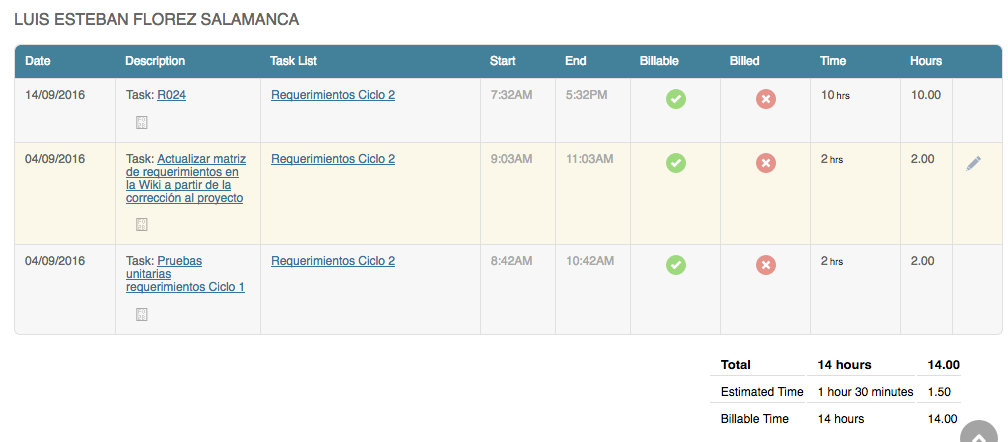 LUIS ESTEBAN FLOREZ SALAMANCA
Date Description Task List Start End Billable Billed Time Hours
14/09/2016 Task: R024 Requerimientos Ciclo 2 7:32AM 5:32PM 10 hrs 10.00
04/09/2016 Task: Actualizar matriz Requerimientos Ciclo 2 9:03AM 11:03AM 2 hrs 2.00
de requerimientos en
la Wiki a partir de la
corrección al proyecto
04/09/2016 Task: Pruebas Requerimientos Ciclo 2 8:42AM 10:42AM 2 hrs 2.00
unitarias
requerimientos Ciclo 1
Total 14 hours 14.00
Estimated Time 1 hour 30 minutes 1.50
Billable Time 14 hours 14.00